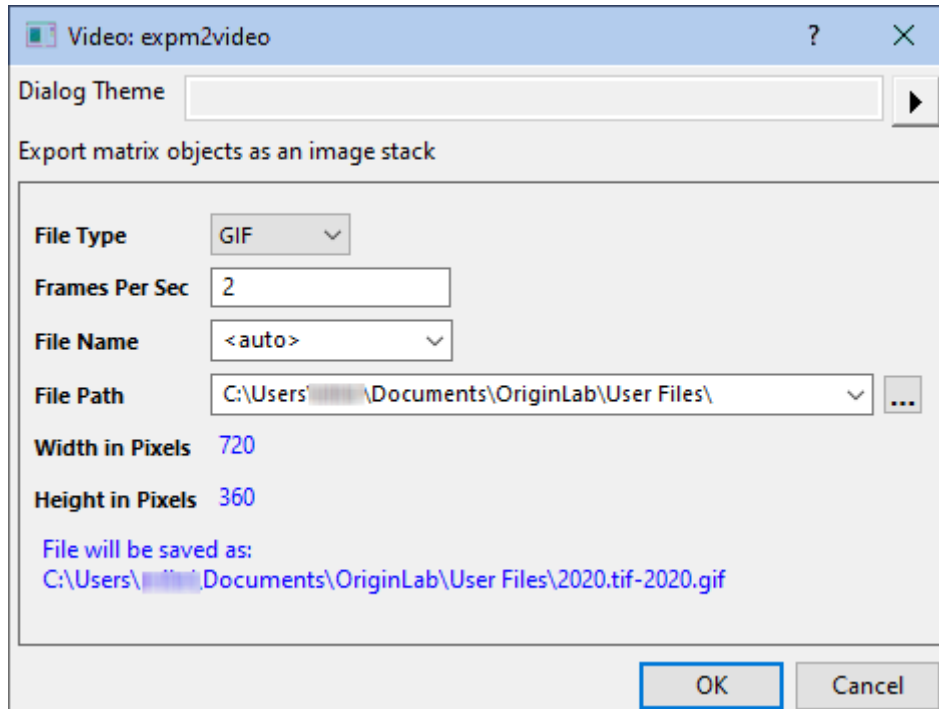 Video: expm2video ?
Dialog Theme
Export matrix objects as an image stack
File Type GIF
Frames Per Sec 2
File Name <auto>
File Path C:\Users\ \Documents\OriginLab\User Files\ ...
Width in Pixels 720
Height in Pixels 360
File will be saved as:
C:\Users\ \Documents\OriginLab\User Files\2020.tif-2020.gif
OK Cancel